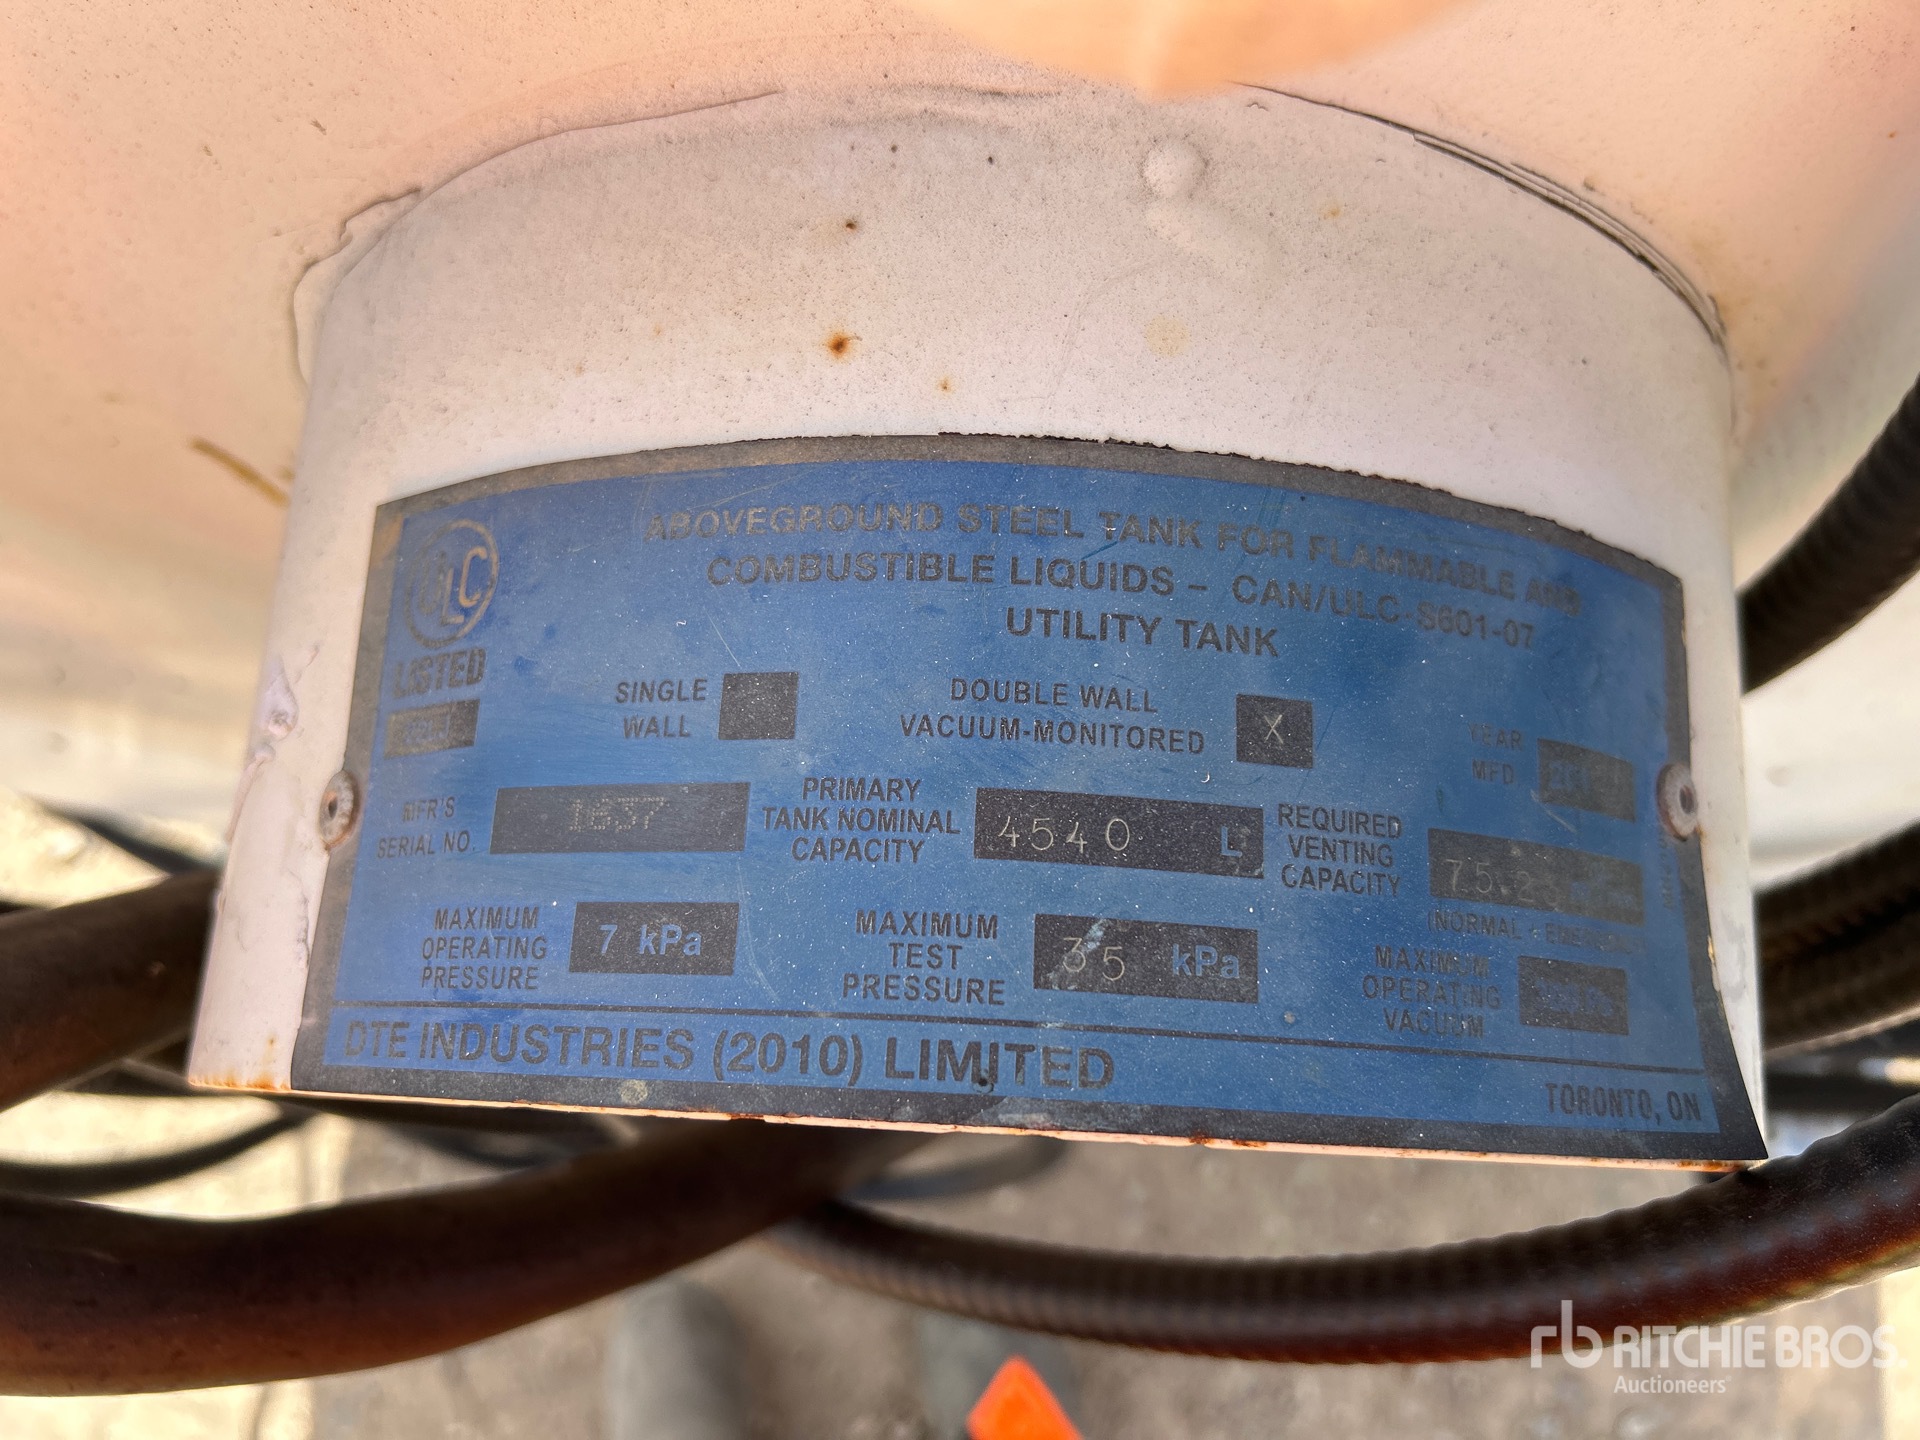 ULC
LISTED
ABOVEGROUND STEEL TANK FOR FLAMMABLE AND
COMBUSTIBLE LIQUIDS - CAN/ULC-S601-07
UTILITY TANK
SINGLE
WALL
DOUBLE WALL
VACUUM-MONITORED
X
YEAR
MFD
MFR'S
SERIAL NO.
1637
PRIMARY
TANK NOMINAL
CAPACITY
4540 L
REQUIRED
VENTING
CAPACITY
NORMAL - EMERGENCY
MAXIMUM
OPERATING
PRESSURE
7 kPa
MAXIMUM
TEST
PRESSURE
35 kPa
MAXIMUM
OPERATING
VACUUM
DTE INDUSTRIES (2010) LIMITED
TORONTO, ON
rb RITCHIE BROS.
Auctioneers